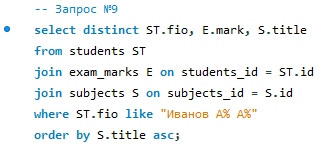 -- Запрос №9
select distinct ST.fio, E.mark, S.title
from students ST
join exam_marks E on students_id = ST.id
join subjects S on subjects_id = S.id
where ST.fio like "Иванов А% А%"
order by S.title asc;